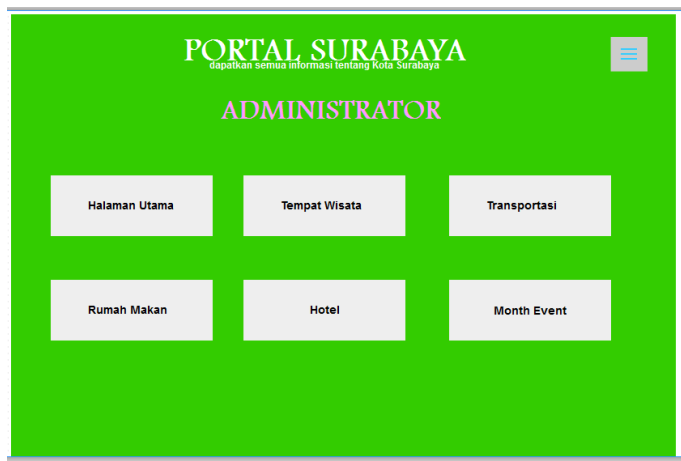 PORTAL SURABAYA
dapatkan semua informasi tentang Kota Surabaya
ADMINISTRATOR
Halaman Utama
Tempat Wisata
Transportasi
Rumah Makan
Hotel
Month Event